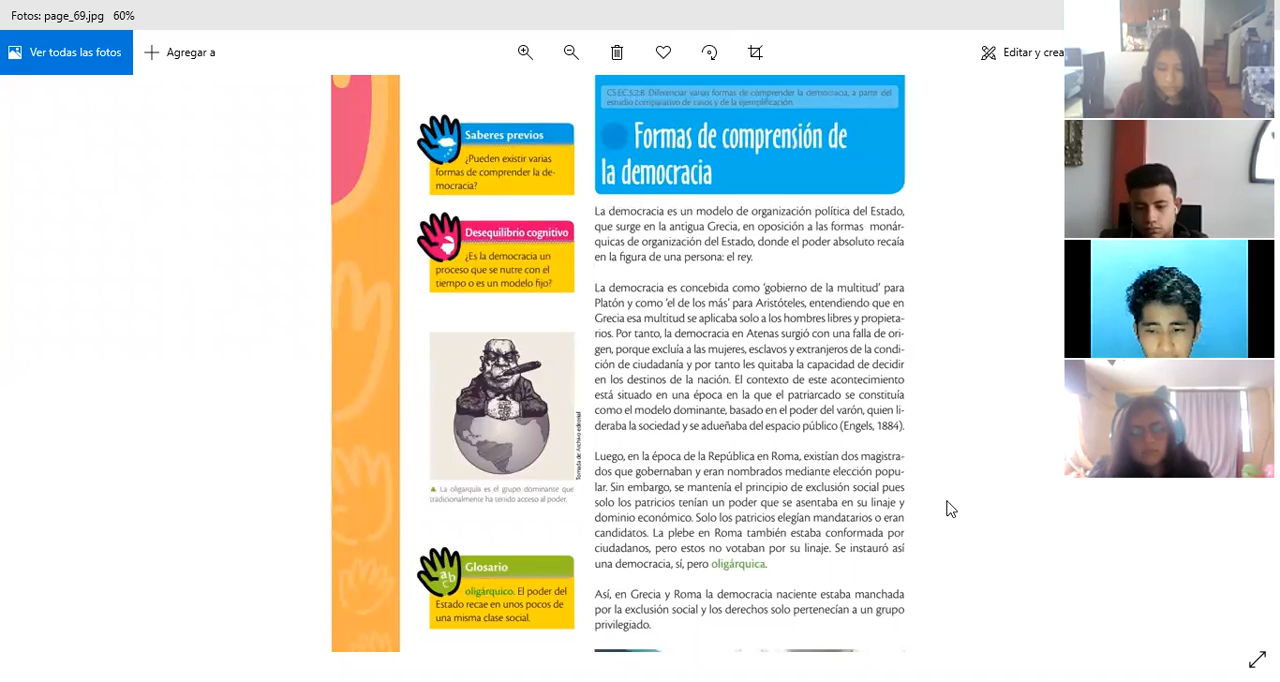 Fotos: page_69.jpg 60%
Ver todas las fotos
Agregar a
Editar y crea
CS.EC.5.2.8. Diferenciar varias formas de comprender la democracia, a partir del
estudio comparativo de casos y de la ejemplificación.
Formas de comprensión de
la democracia
Saberes previos
¿Pueden existir varias
formas de comprender la de-
mocracia?
Desequilibrio cognitivo
¿Es la democracia un
proceso que se nutre con el
tiempo o es un modelo fijo?
Tomada de: Archivo editorial
La oligarquía es el grupo dominante que
tradicionalmente ha tenido acceso al poder.
abc
Glosario
oligárquico. El poder del
Estado recae en unos pocos de
una misma clase social.
La democracia es un modelo de organización política del Estado,
que surge en la antigua Grecia, en oposición a las formas monár-
quicas de organización del Estado, donde el poder absoluto recaía
en la figura de una persona: el rey.
La democracia es concebida como 'gobierno de la multitud' para
Platón y como 'el de los más' para Aristóteles, entendiendo que en
Grecia esa multitud se aplicaba solo a los hombres libres y propieta-
rios. Por tanto, la democracia en Atenas surgió con una falla de ori-
gen, porque excluía a las mujeres, esclavos y extranjeros de la condi-
ción de ciudadanía y por tanto les quitaba la capacidad de decidir
en los destinos de la nación. El contexto de este acontecimiento
está situado en una época en la que el patriarcado se constituía
como el modelo dominante, basado en el poder del varón, quien li-
deraba la sociedad y se adueñaba del espacio público (Engels, 1884).
Luego, en la época de la República en Roma, existían dos magistra-
dos que gobernaban y eran nombrados mediante elección popu-
lar. Sin embargo, se mantenía el principio de exclusión social pues
solo los patricios tenían un poder que se asentaba en su linaje y
dominio económico. Solo los patricios elegían mandatarios o eran
candidatos. La plebe en Roma también estaba conformada por
ciudadanos, pero estos no votaban por su linaje. Se instauró así
una democracia, sí, pero oligárquica.
Así, en Grecia y Roma la democracia naciente estaba manchada
por la exclusión social y los derechos solo pertenecían a un grupo
privilegiado.